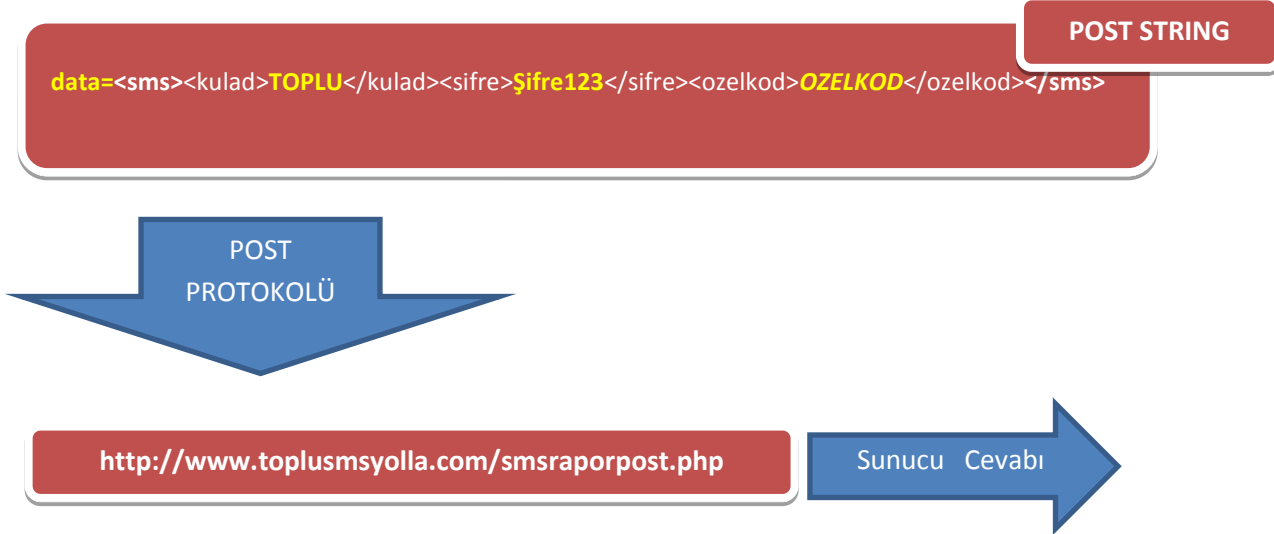 POST STRING
data=<sms><kulad>TOPLU</kulad><sifre>Şifre123</sifre><ozelkod>OZELKOD</ozelkod></sms>
POST
PROTOKOLÜ
http://www.toplusmsyolla.com/smsraporpost.php
Sunucu Cevabı